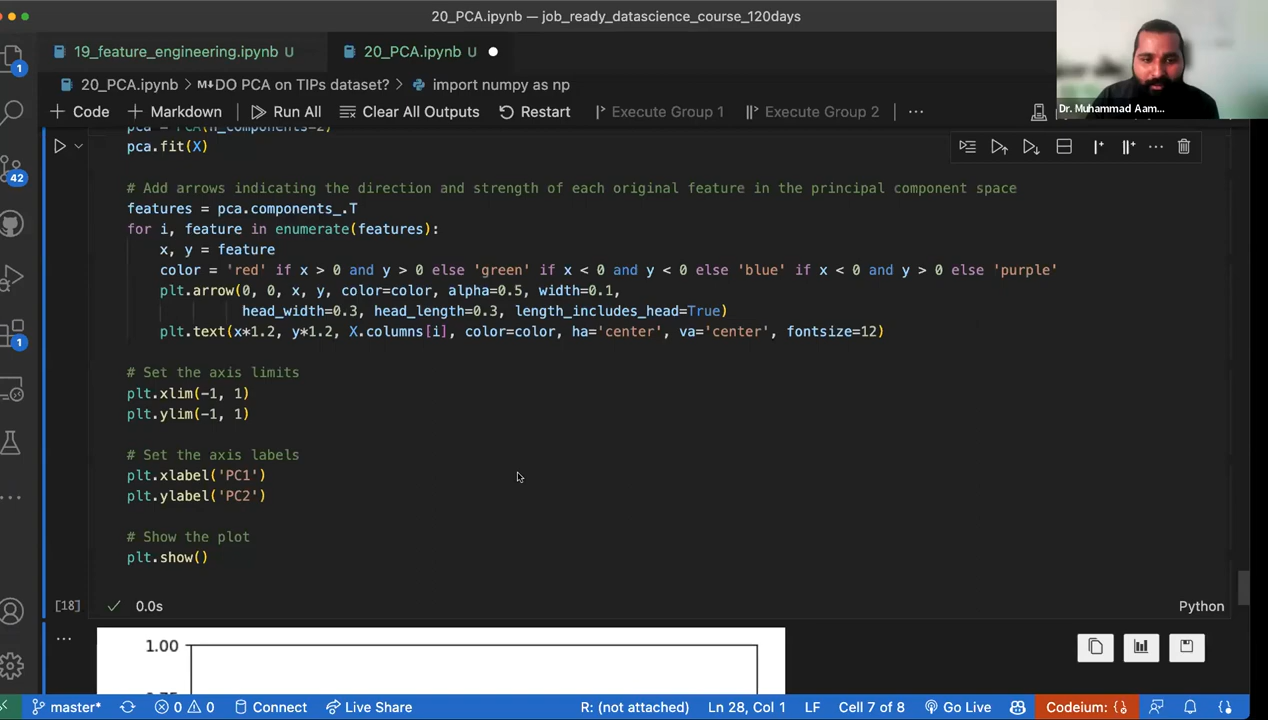 20_PCA.ipynb — job_ready_datascience_course_120days
19_feature_engineering.ipynb U
20_PCA.ipynb U
20_PCA.ipynb > DO PCA on TIPs dataset? > import numpy as np
Code Markdown Run All Clear All Outputs Restart Execute Group 1 Execute Group 2 ...
Dr. Muhammad Aam...
pca = PCA(n_components=2)
pca.fit(X)
# Add arrows indicating the direction and strength of each original feature in the principal component space
features = pca.components_.T
for i, feature in enumerate(features):
x, y = feature
color = 'red' if x > 0 and y > 0 else 'green' if x < 0 and y < 0 else 'blue' if x < 0 and y > 0 else 'purple'
plt.arrow(0, 0, x, y, color=color, alpha=0.5, width=0.1,
head_width=0.3, head_length=0.3, length_includes_head=True)
plt.text(x*1.2, y*1.2, X.columns[i], color=color, ha='center', va='center', fontsize=12)
# Set the axis limits
plt.xlim(-1, 1)
plt.ylim(-1, 1)
# Set the axis labels
plt.xlabel('PC1')
plt.ylabel('PC2')
# Show the plot
plt.show()
[18] 0.0s Python
1.00
1
42
1
master* 0 0 Connect Live Share R: (not attached) Ln 28, Col 1 LF Cell 7 of 8 Go Live Codeium: {}